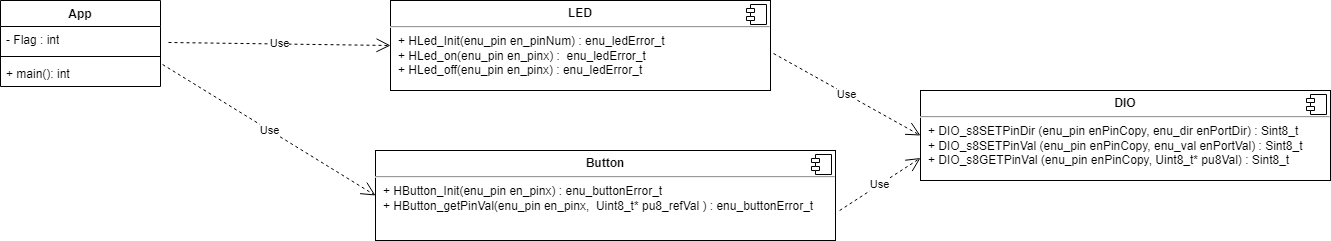 App
- Flag : int
+ main(): int
Use
Use
LED
+ HLed_Init(enu_pin en_pinNum) : enu_ledError_t
+ HLed_on(enu_pin en_pinx) :  enu_ledError_t
+ HLed_off(enu_pin en_pinx) : enu_ledError_t
Button
+ HButton_Init(enu_pin en_pinx) : enu_buttonError_t
+ HButton_getPinVal(enu_pin en_pinx,  Uint8_t* pu8_refVal ) : enu_buttonError_t
Use
Use
DIO
+ DIO_s8SETPinDir (enu_pin enPinCopy, enu_dir enPortDir) : Sint8_t
+ DIO_s8SETPinVal (enu_pin enPinCopy, enu_val enPortVal) : Sint8_t
+ DIO_s8GETPinVal (enu_pin enPinCopy, Uint8_t* pu8Val) : Sint8_t